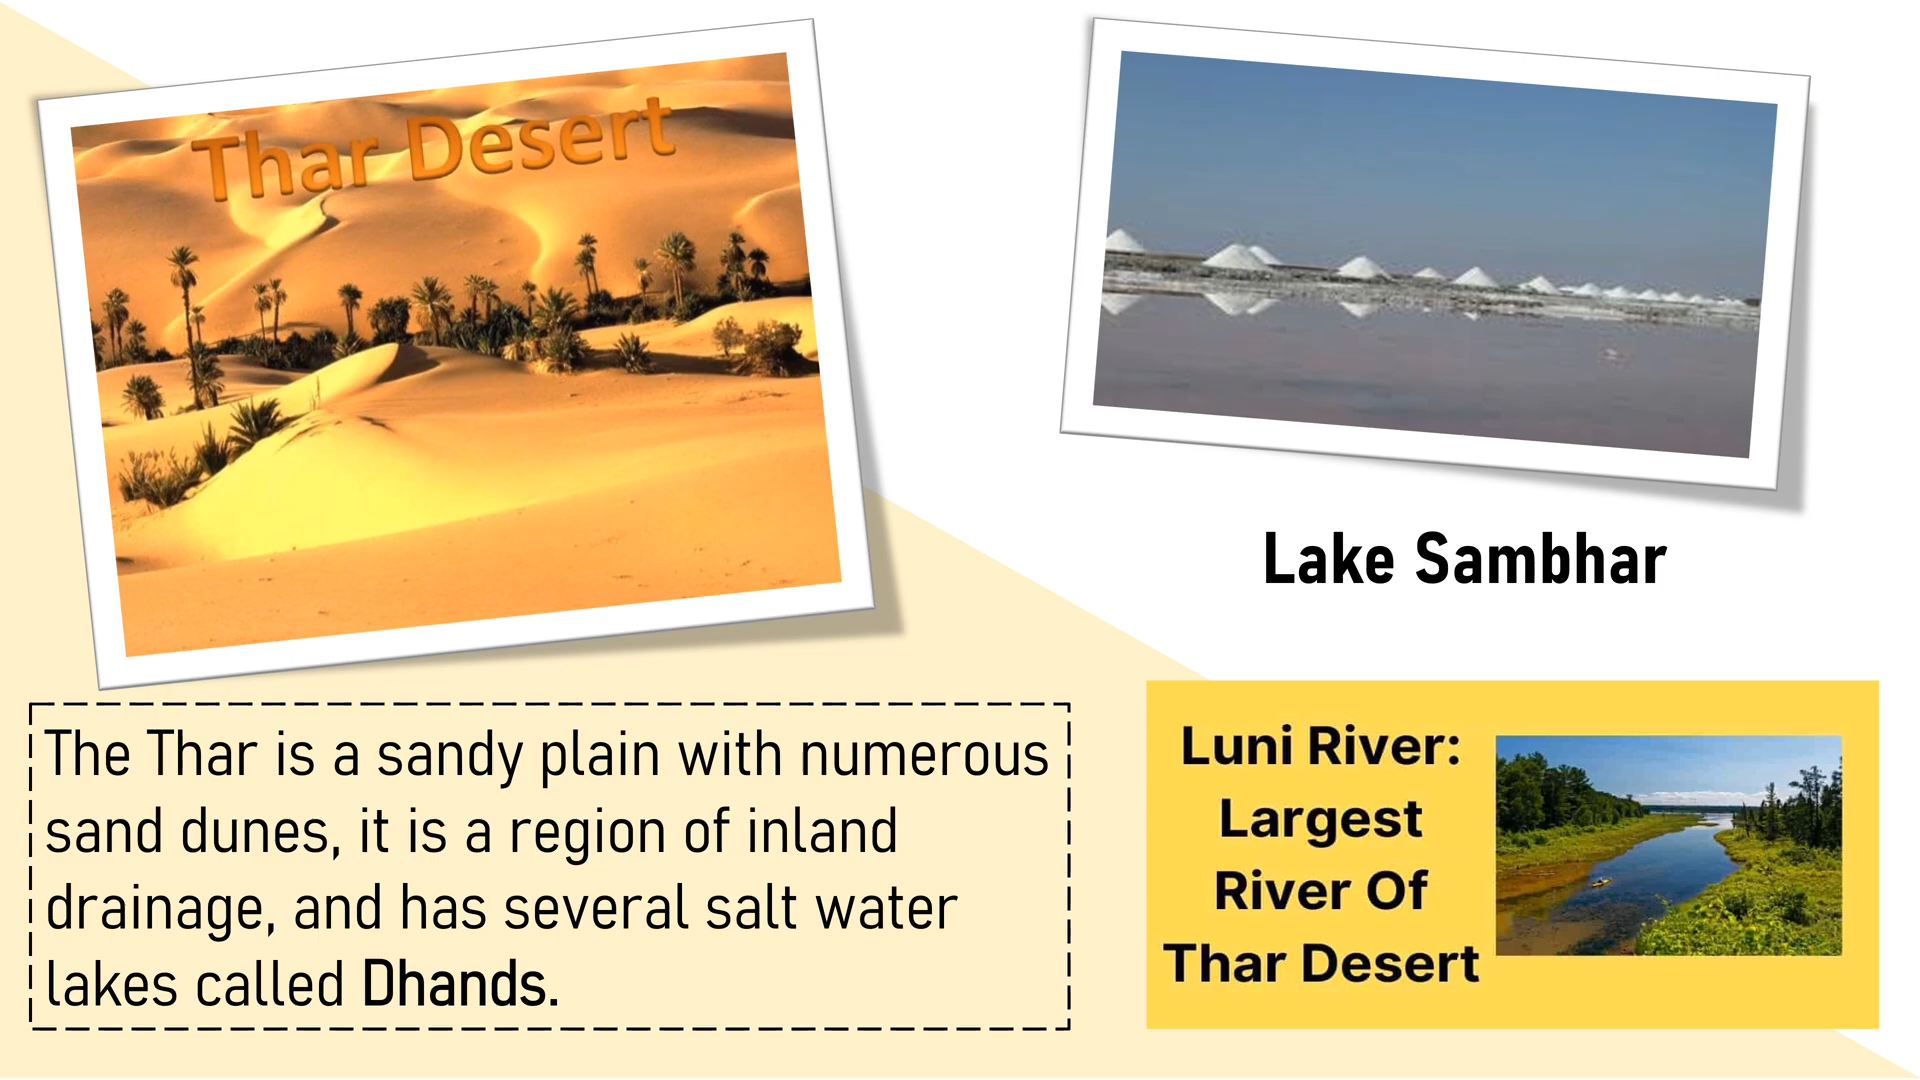 Thar Desert
Lake Sambhar
The Thar is a sandy plain with numerous
sand dunes, it is a region of inland
drainage, and has several salt water
lakes called Dhands.
Luni River:
Largest
River Of
Thar Desert